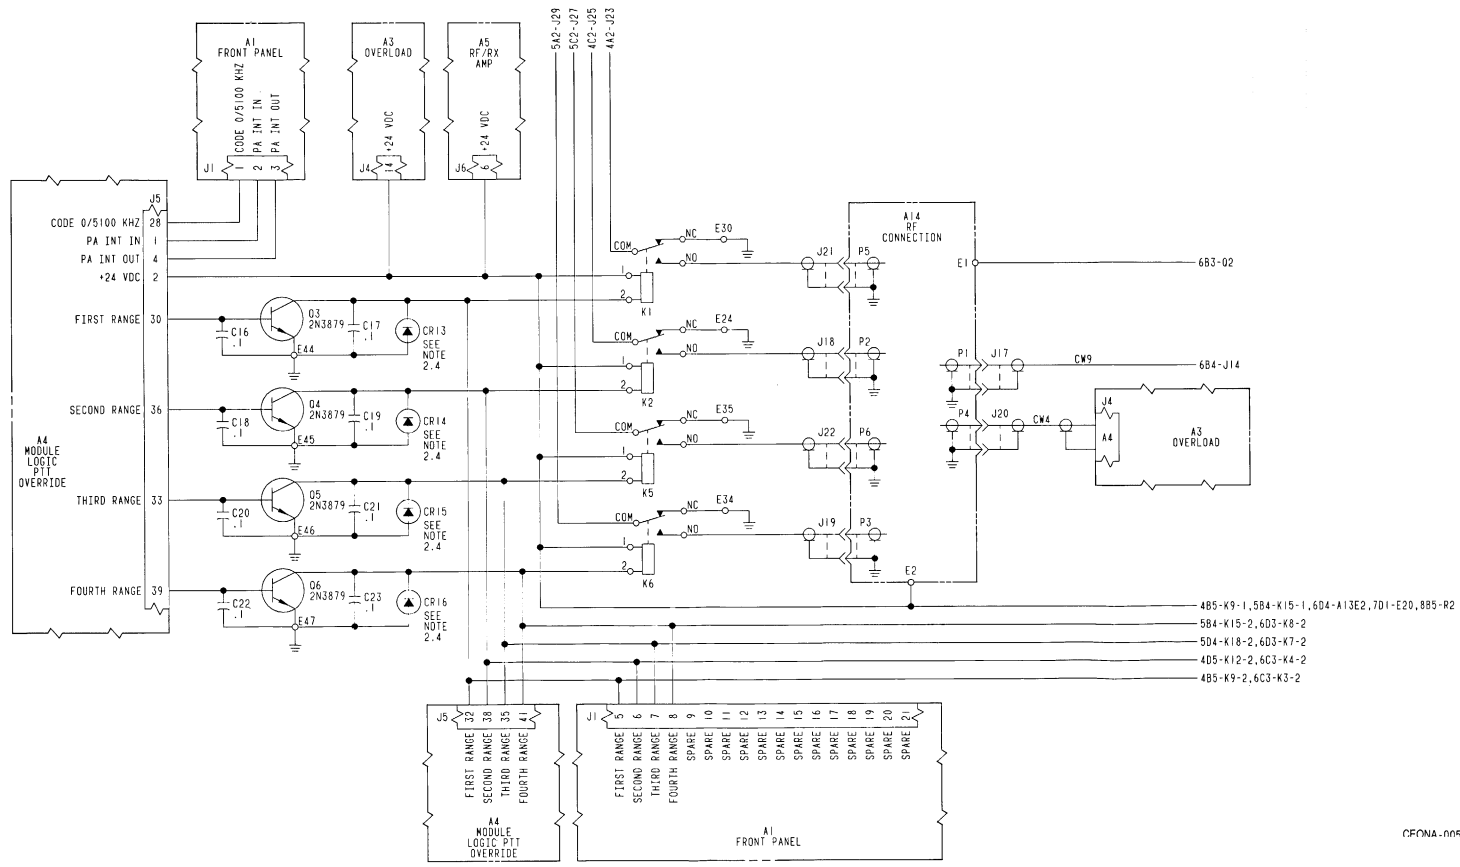 5A2-J29
5C2-J27
4C2-J25
4A2-J23
A1
FRONT PANEL
CODE 0/5100 KHZ
PA INT IN
PA INT OUT
J1
1
2
3
A3
OVERLOAD
+24 VDC
J4
14
A5
RF/RX
AMP
+24 VDC
J6
6
J5
CODE 0/5100 KHZ 28
PA INT IN 1
PA INT OUT 4
+24 VDC 2
FIRST RANGE 30
SECOND RANGE 36
THIRD RANGE 33
FOURTH RANGE 39
A4
MODULE
LOGIC
PTT
OVERRIDE
C16
.1
Q3
2N3879
E44
C17
.1
CR13
SEE
NOTE
2.4
C18
.1
Q4
2N3879
E45
C19
.1
CR14
SEE
NOTE
2.4
C20
.1
Q5
2N3879
E46
C21
.1
CR15
SEE
NOTE
2.4
C22
.1
Q6
2N3879
E47
C23
.1
CR16
SEE
NOTE
2.4
COM
NC
E30
NO
1
2
K1
COM
NC
E24
NO
1
2
K2
COM
NC
E35
NO
1
2
K5
COM
NC
E34
NO
1
2
K6
A14
RF
CONNECTION
J21 P5
J18 P2
J22 P6
J19 P3
E1
6B3-Q2
P1 J17
CW9
6B4-J14
P4 J20
CW4
J4
A4
A3
OVERLOAD
E2
4B5-K9-1,5B4-K15-1,6D4-A13E2,7D1-E20,8B5-R2
5B4-K15-2,6D3-K8-2
5D4-K18-2,6D3-K7-2
4D5-K12-2,6C3-K4-2
4B5-K9-2,6C3-K3-2
J5
32
38
35
41
FIRST RANGE
SECOND RANGE
THIRD RANGE
FOURTH RANGE
A4
MODULE
LOGIC PTT
OVERRIDE
J1
5
6
7
8
9
10
11
12
13
14
15
16
17
18
19
20
21
FIRST RANGE
SECOND RANGE
THIRD RANGE
FOURTH RANGE
SPARE
SPARE
SPARE
SPARE
SPARE
SPARE
SPARE
SPARE
SPARE
SPARE
SPARE
SPARE
SPARE
A1
FRONT PANEL